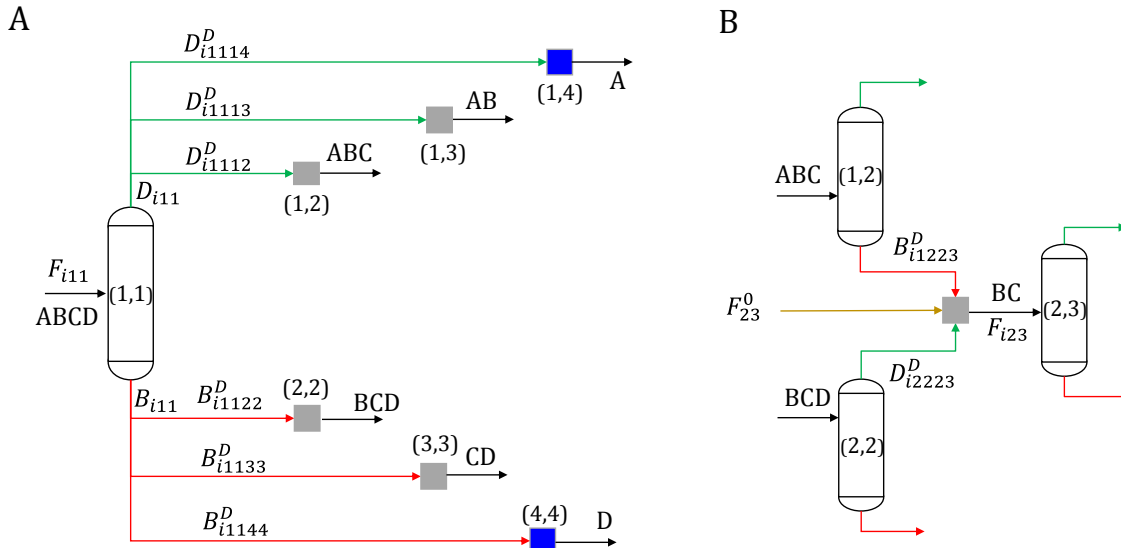 A
D^D_{i1114}
(1,4)
A
D^D_{i1113}
AB
(1,3)
D^D_{i1112}
ABC
(1,2)
D_{i11}
F_{i11}
(1,1)
ABCD
B_{i11}
B^D_{i1122}
(2,2)
BCD
B^D_{i1133}
(3,3)
CD
B^D_{i1144}
(4,4)
D
B
ABC
(1,2)
B^D_{i1223}
F^0_{23}
BC
F_{i23}
(2,3)
D^D_{i2223}
BCD
(2,2)